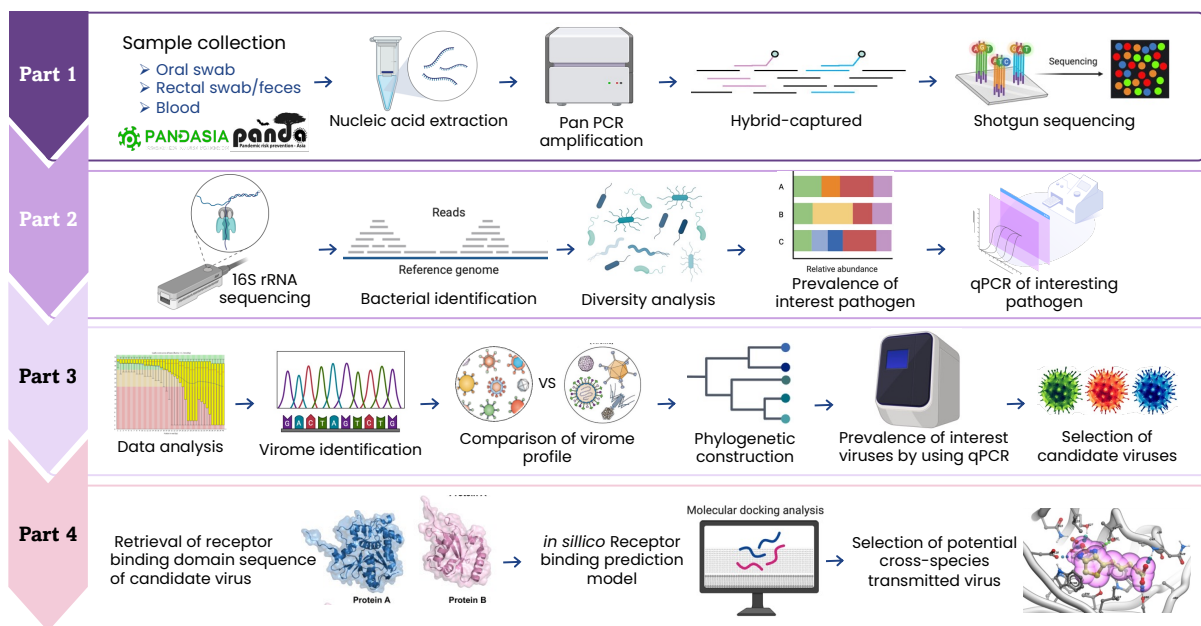 Part 1
Sample collection
➢ Oral swab
➢ Rectal swab/feces
➢ Blood
PANDASIA
panda
Pandemic risk prevention - Asia
Nucleic acid extraction
Pan PCR
amplification
Hybrid-captured
A G T
A T C
G A T
Sequencing
Shotgun sequencing
Part 2
16S rRNA
sequencing
Reads
Reference genome
Bacterial identification
Diversity analysis
A
B
C
Relative abundance
Prevalence of
interest pathogen
qPCR of interesting
pathogen
Part 3
Data analysis
G A C T A G T C T G
Virome identification
VS
Comparison of virome
profile
Phylogenetic
construction
Prevalence of interest
viruses by using qPCR
Selection of
candidate viruses
Part 4
Retrieval of receptor
binding domain sequence
of candidate virus
Protein A
Protein B
in sillico Receptor
binding prediction
model
Molecular docking analysis
Selection of potential
cross-species
transmitted virus